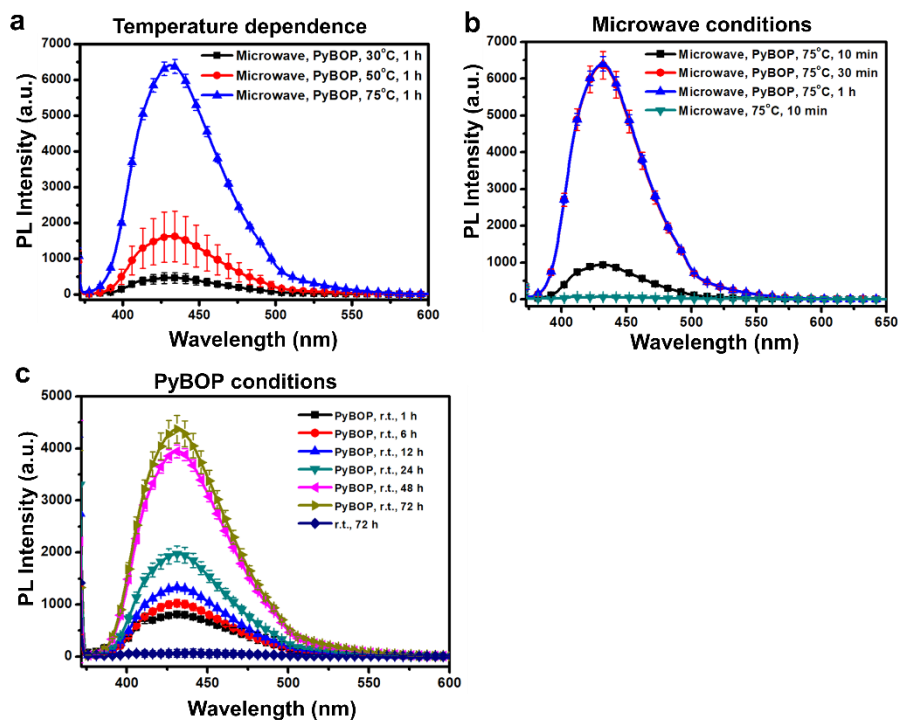 a
Temperature dependence
7000
6000
5000
4000
3000
2000
1000
0
PL Intensity (a.u.)
Microwave, PyBOP, 30°C, 1 h
Microwave, PyBOP, 50°C, 1 h
Microwave, PyBOP, 75°C, 1 h
400 450 500 550 600
Wavelength (nm)
b
Microwave conditions
7000
6000
5000
4000
3000
2000
1000
0
PL Intensity (a.u.)
Microwave, PyBOP, 75°C, 10 min
Microwave, PyBOP, 75°C, 30 min
Microwave, PyBOP, 75°C, 1 h
Microwave, 75°C, 10 min
400 450 500 550 600 650
Wavelength (nm)
c
PyBOP conditions
5000
4000
3000
2000
1000
0
PL Intensity (a.u.)
PyBOP, r.t., 1 h
PyBOP, r.t., 6 h
PyBOP, r.t., 12 h
PyBOP, r.t., 24 h
PyBOP, r.t., 48 h
PyBOP, r.t., 72 h
r.t., 72 h
400 450 500 550 600
Wavelength (nm)